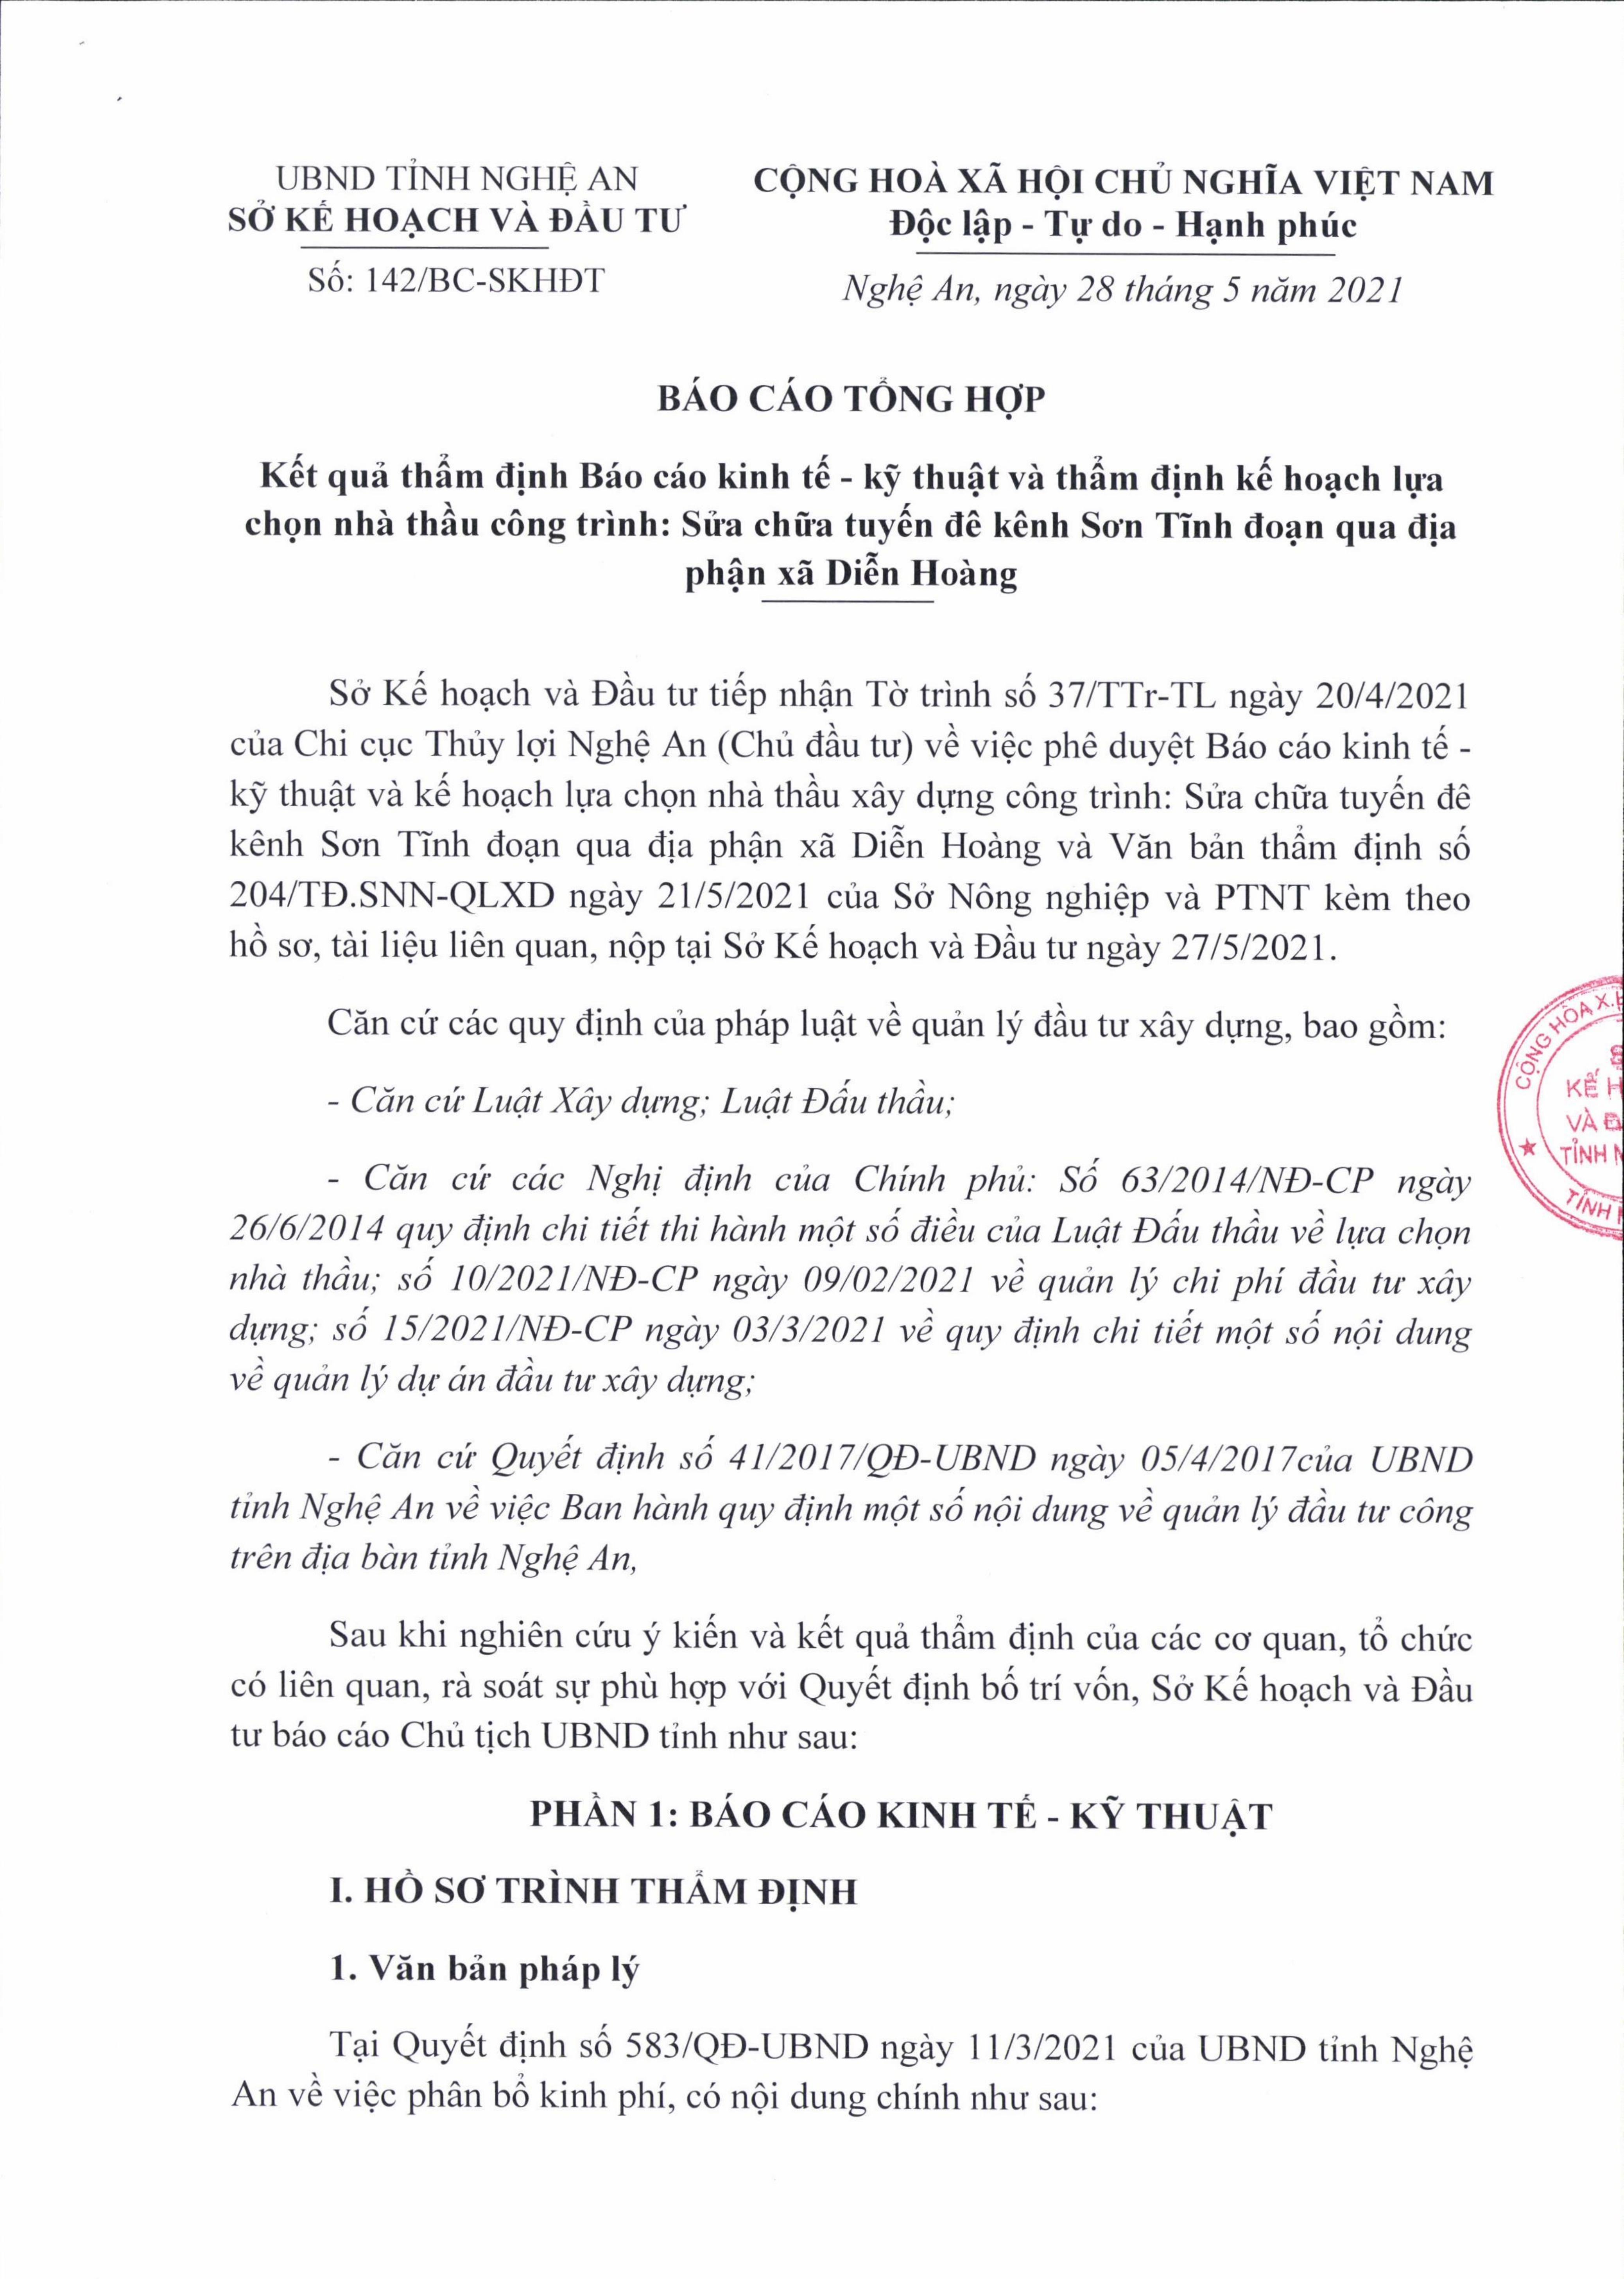 UBND TỈNH NGHỆ AN
SỞ KẾ HOẠCH VÀ ĐẦU TƯ
Số: 142/BC-SKHĐT
CỘNG HOÀ XÃ HỘI CHỦ NGHĨA VIỆT NAM
Độc lập - Tự do - Hạnh phúc
Nghệ An, ngày 28 tháng 5 năm 2021
BÁO CÁO TỔNG HỢP
Kết quả thẩm định Báo cáo kinh tế - kỹ thuật và thẩm định kế hoạch lựa
chọn nhà thầu công trình: Sửa chữa tuyến đê kênh Sơn Tĩnh đoạn qua địa
phận xã Diễn Hoàng
Sở Kế hoạch và Đầu tư tiếp nhận Tờ trình số 37/TTr-TL ngày 20/4/2021
của Chi cục Thủy lợi Nghệ An (Chủ đầu tư) về việc phê duyệt Báo cáo kinh tế -
kỹ thuật và kế hoạch lựa chọn nhà thầu xây dựng công trình: Sửa chữa tuyến đê
kênh Sơn Tĩnh đoạn qua địa phận xã Diễn Hoàng và Văn bản thẩm định số
204/TĐ.SNN-QLXD ngày 21/5/2021 của Sở Nông nghiệp và PTNT kèm theo
hồ sơ, tài liệu liên quan, nộp tại Sở Kế hoạch và Đầu tư ngày 27/5/2021.
Căn cứ các quy định của pháp luật về quản lý đầu tư xây dựng, bao gồm:
- Căn cứ Luật Xây dựng; Luật Đấu thầu;
- Căn cứ các Nghị định của Chính phủ: Số 63/2014/NĐ-CP ngày
26/6/2014 quy định chi tiết thi hành một số điều của Luật Đấu thầu về lựa chọn
nhà thầu; số 10/2021/NĐ-CP ngày 09/02/2021 về quản lý chi phí đầu tư xây
dựng; số 15/2021/NĐ-CP ngày 03/3/2021 về quy định chi tiết một số nội dung
về quản lý dự án đầu tư xây dựng;
- Căn cứ Quyết định số 41/2017/QĐ-UBND ngày 05/4/2017của UBND
tỉnh Nghệ An về việc Ban hành quy định một số nội dung về quản lý đầu tư công
trên địa bàn tỉnh Nghệ An,
Sau khi nghiên cứu ý kiến và kết quả thẩm định của các cơ quan, tổ chức
có liên quan, rà soát sự phù hợp với Quyết định bố trí vốn, Sở Kế hoạch và Đầu
tư báo cáo Chủ tịch UBND tỉnh như sau:
PHẦN 1: BÁO CÁO KINH TẾ - KỸ THUẬT
I. HỒ SƠ TRÌNH THẨM ĐỊNH
1. Văn bản pháp lý
Tại Quyết định số 583/QĐ-UBND ngày 11/3/2021 của UBND tỉnh Nghệ
An về việc phân bổ kinh phí, có nội dung chính như sau:
CỘNG HÒA X.
KẾ H
VÀ Đ
TỈNH N
TỈNH